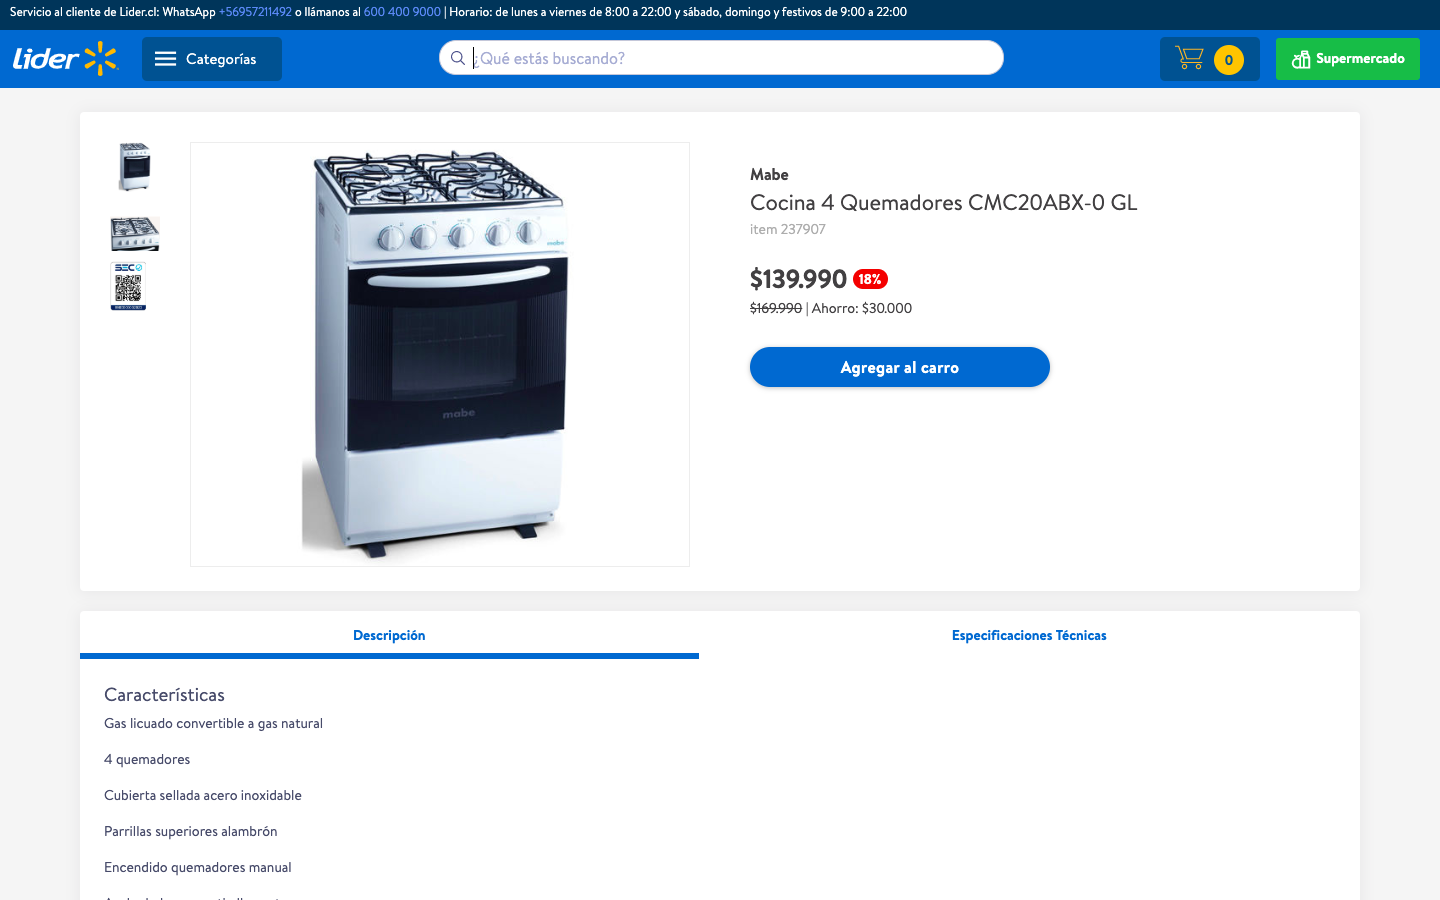 Servicio al cliente de Lider.cl: WhatsApp +56957211492 o llámanos al 600 400 9000 | Horario: de lunes a viernes de 8:00 a 22:00 y sábado, domingo y festivos de 9:00 a 22:00
Lider
Categorías
¿Qué estás buscando?
0
Supermercado
SEC
mabe
mabe
Mabe
Cocina 4 Quemadores CMC20ABX-0 GL
item 237907
$139.990 18%
$169.990 | Ahorro: $30.000
Agregar al carro
Descripción
Especificaciones Técnicas
Características
Gas licuado convertible a gas natural
4 quemadores
Cubierta sellada acero inoxidable
Parrillas superiores alambrón
Encendido quemadores manual